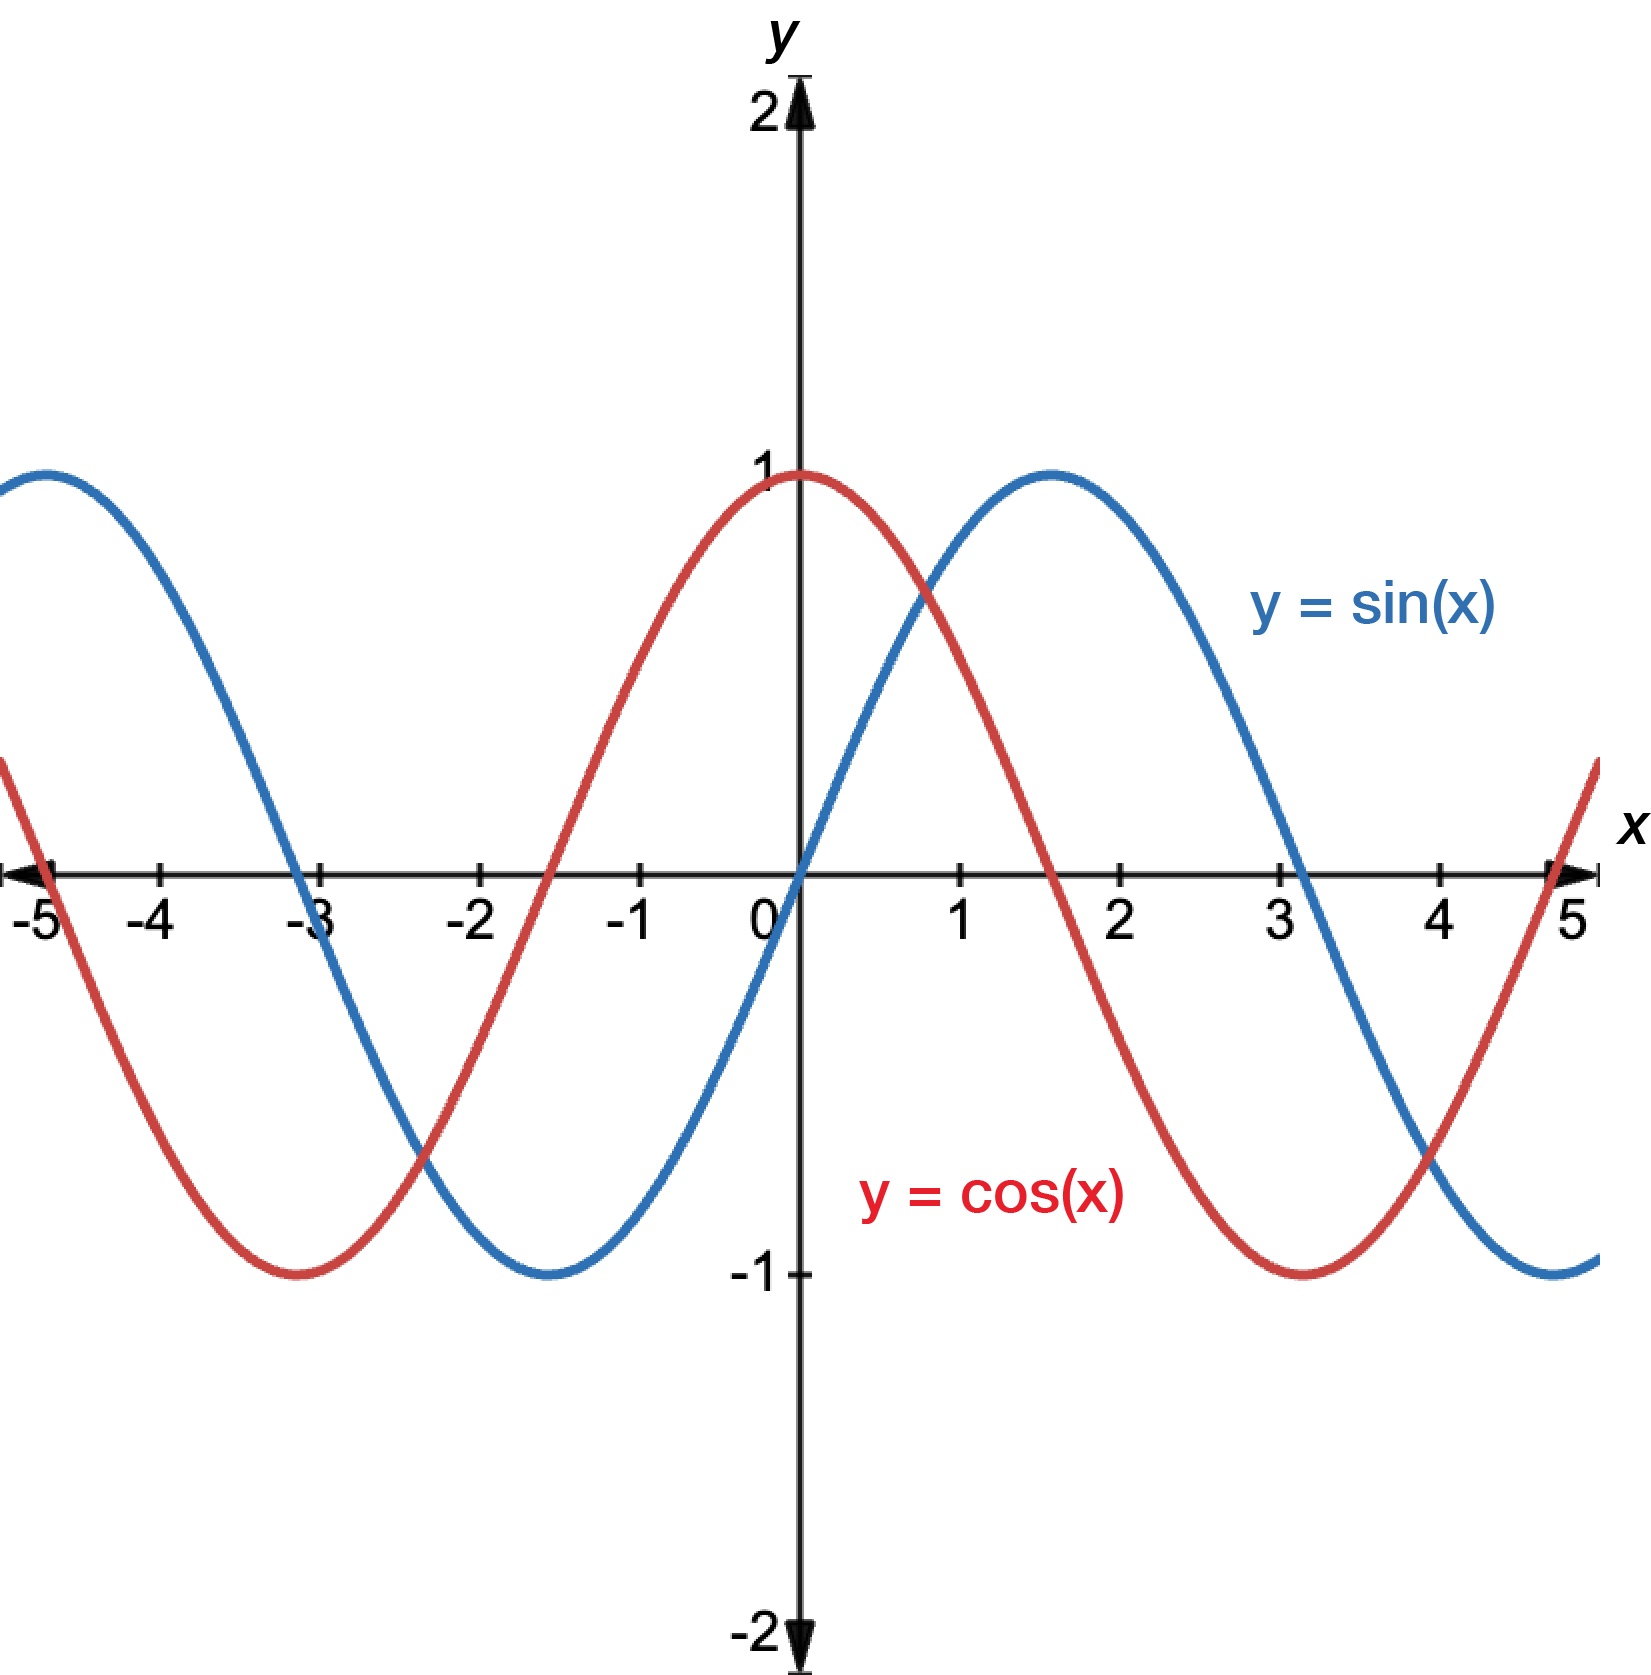 y
2
1
y = sin(x)
x
-5 -4 -3 -2 -1 0 1 2 3 4 5
y = cos(x)
-1
-2